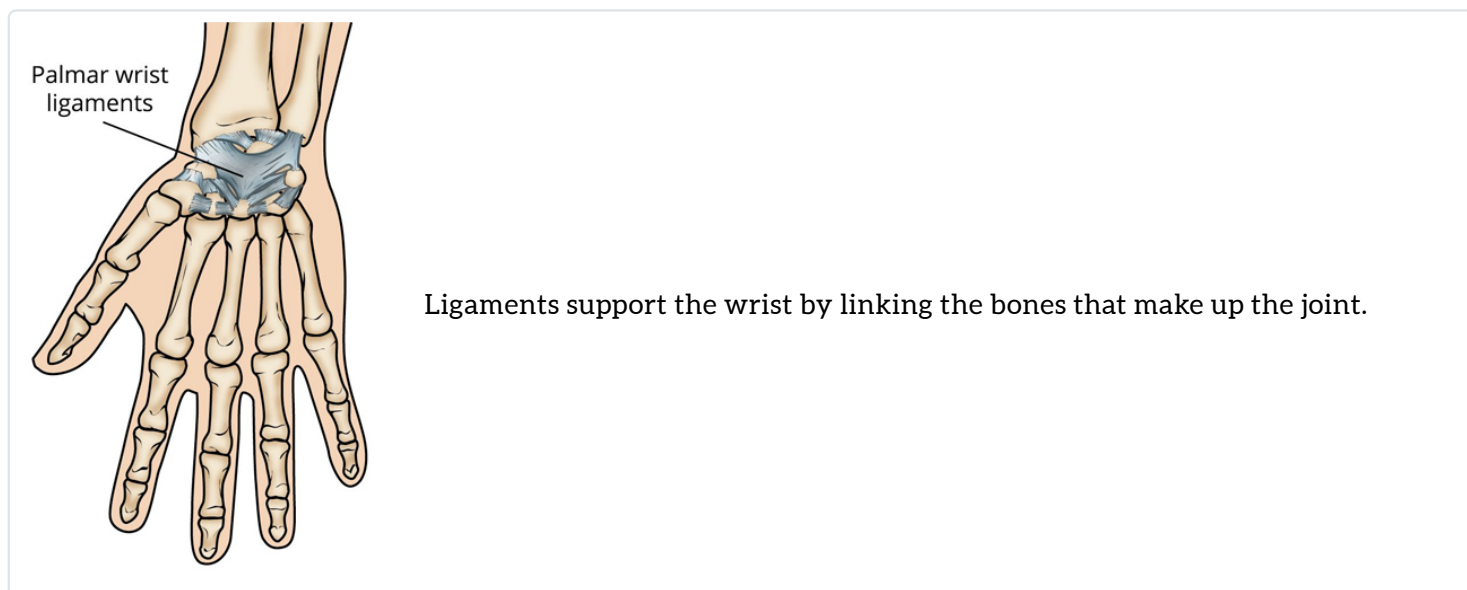 Palmar wrist
ligaments
Ligaments support the wrist by linking the bones that make up the joint.